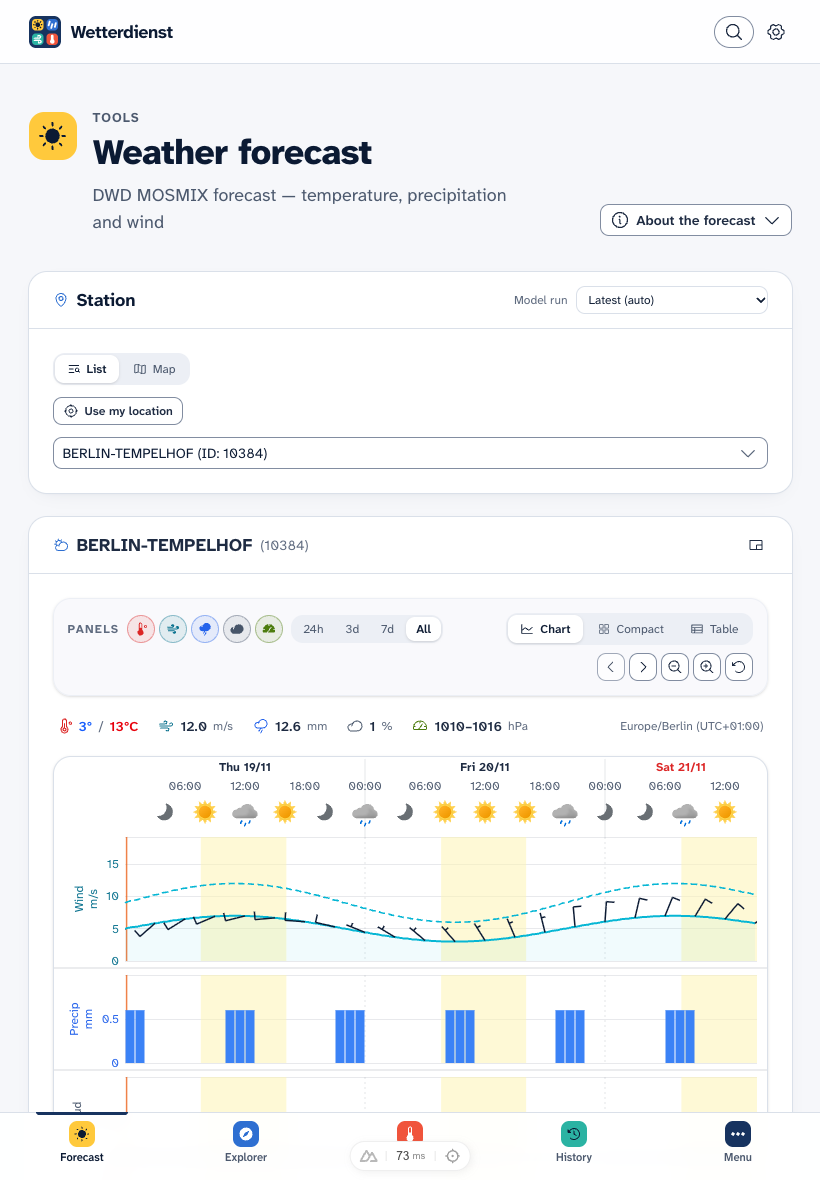 Wetterdienst
TOOLS
Weather forecast
DWD MOSMIX forecast — temperature, precipitation
and wind
About the forecast
Station
Model run
Latest (auto)
List
Map
Use my location
BERLIN-TEMPELHOF (ID: 10384)
BERLIN-TEMPELHOF (10384)
PANELS
24h
3d
7d
All
Chart
Compact
Table
3° / 13°C
12.0 m/s
12.6 mm
1 %
1010–1016 hPa
Europe/Berlin (UTC+01:00)
Thu 19/11
Fri 20/11
Sat 21/11
06:00 12:00 18:00 00:00 06:00 12:00 18:00 00:00 06:00 12:00
Wind
m/s
15
10
5
0
Precip
mm
0.5
0
Forecast
Explorer
73 ms
History
Menu